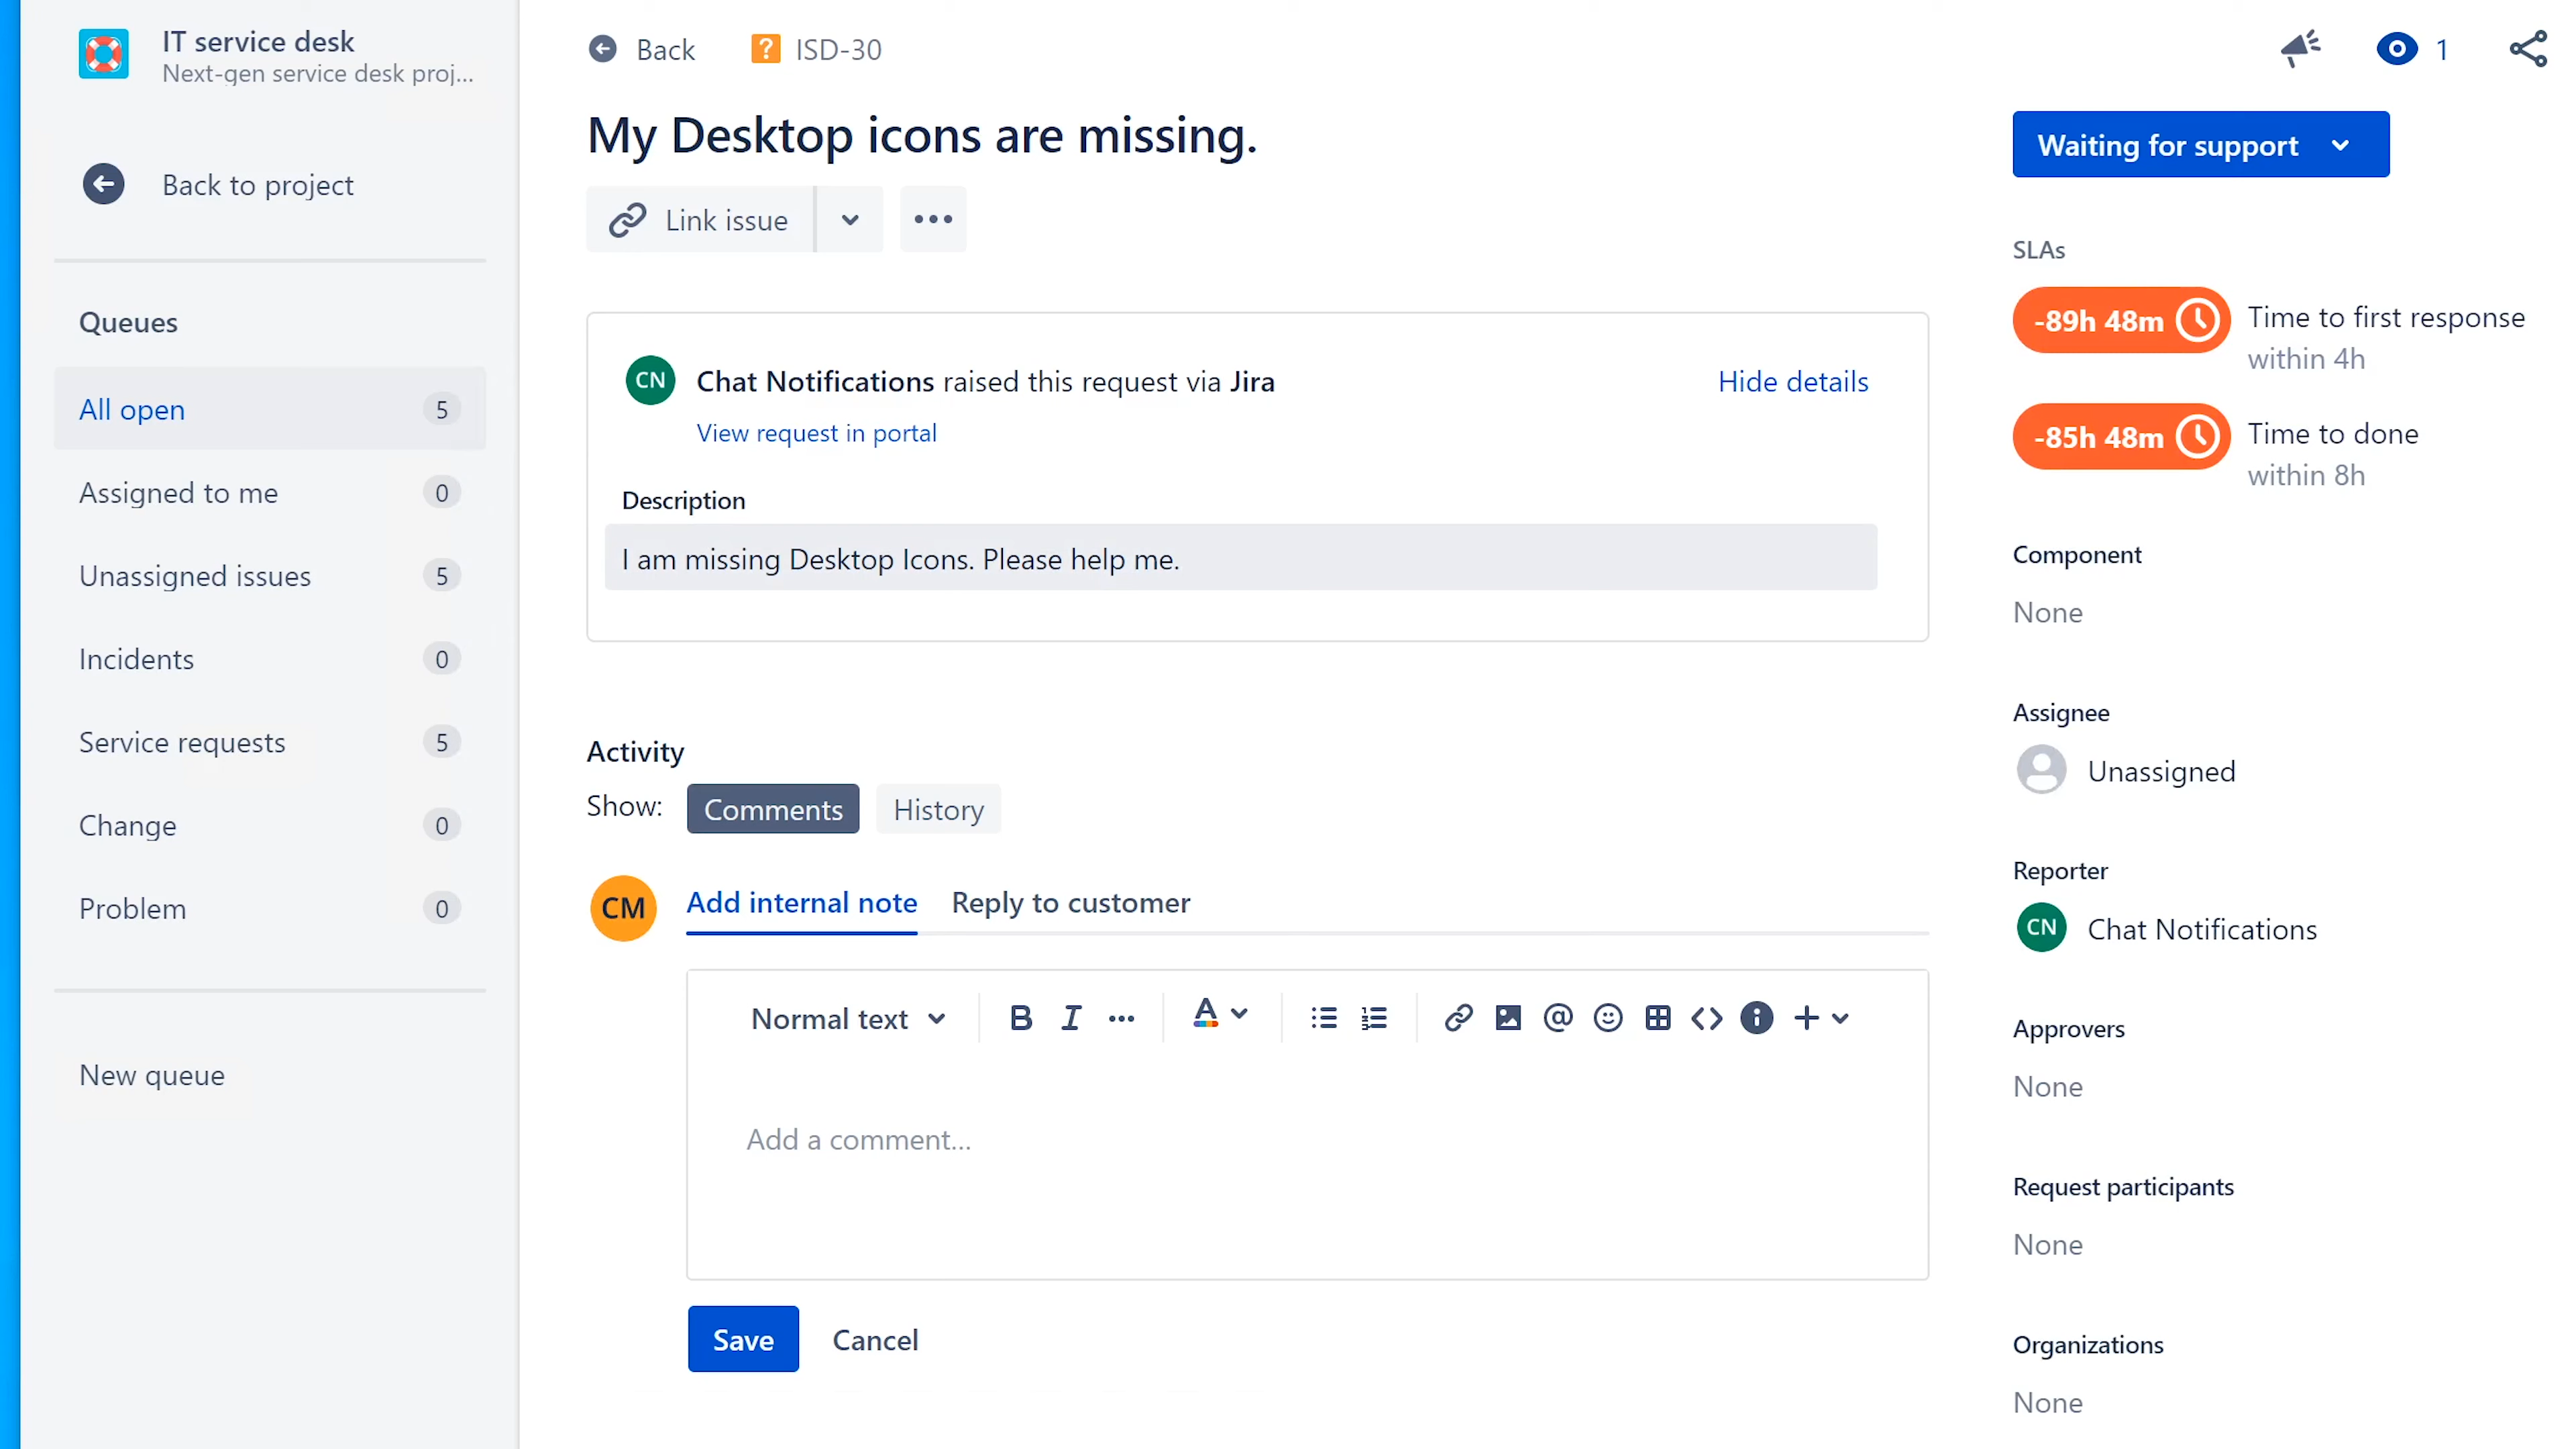 IT service desk
Next-gen service desk proj...
Back to project
Queues
All open 5
Assigned to me 0
Unassigned issues 5
Incidents 0
Service requests 5
Change 0
Problem 0
New queue
Back ? ISD-30
1
My Desktop icons are missing.
Link issue
CN Chat Notifications raised this request via Jira Hide details
View request in portal
Description
I am missing Desktop Icons. Please help me.
Activity
Show: Comments History
CM Add internal note Reply to customer
Normal text B I ... A @ <> i +
Add a comment...
Save Cancel
Waiting for support
SLAs
-89h 48m Time to first response
within 4h
-85h 48m Time to done
within 8h
Component
None
Assignee
Unassigned
Reporter
CN Chat Notifications
Approvers
None
Request participants
None
Organizations
None